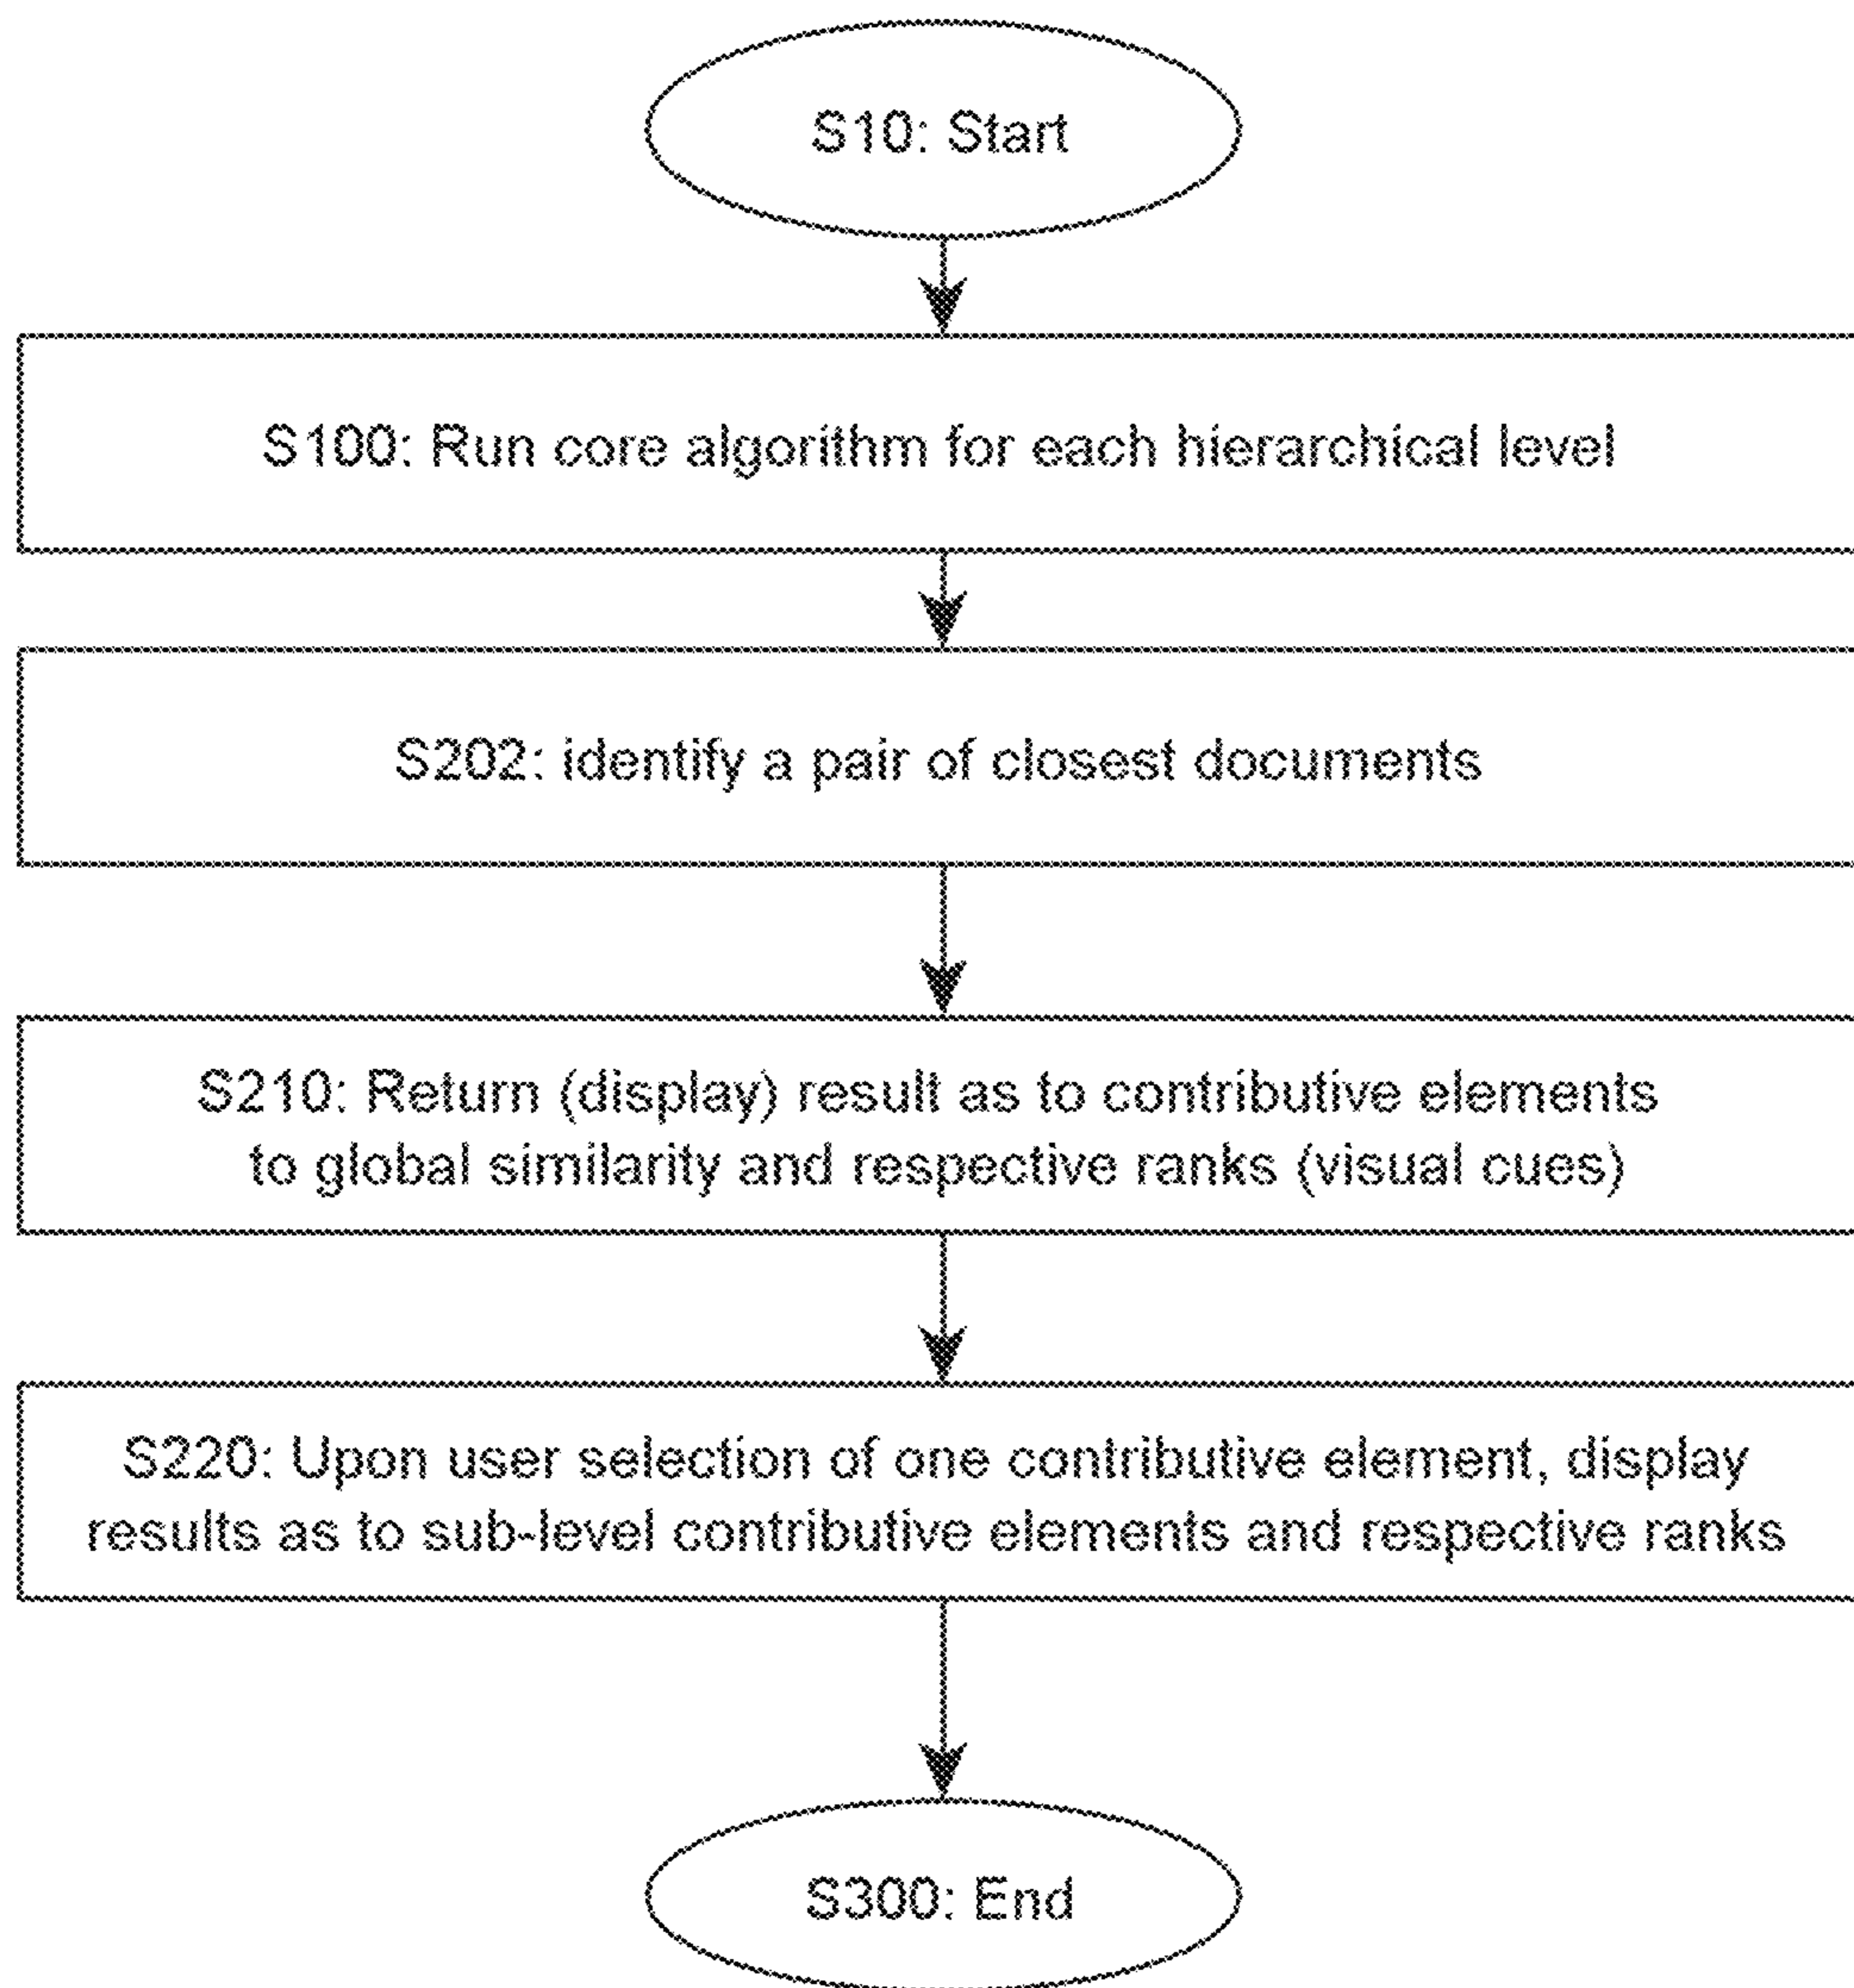 S10: Start
S100: Run core algorithm for each hierarchical level
S202: identify a pair of closest documents
S210: Return (display) result as to contributive elements
to global similarity and respective ranks (visual cues)
S220: Upon user selection of one contributive element, display
results as to sub-level contributive elements and respective ranks
S300: End